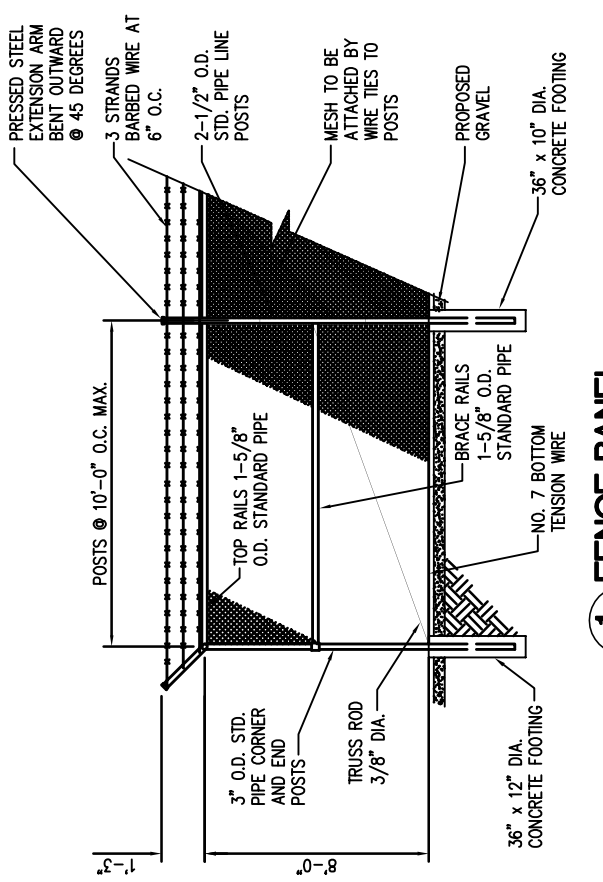 PRESSED STEEL
EXTENSION ARM
BENT OUTWARD
@ 45 DEGREES
3 STRANDS
BARBED WIRE AT
6" O.C.
2-1/2" O.D.
STD. PIPE LINE
POSTS
MESH TO BE
ATTACHED BY
WIRE TIES TO
POSTS
PROPOSED
GRAVEL
36" x 10" DIA.
CONCRETE FOOTING
POSTS @ 10'-0" O.C. MAX.
TOP RAILS 1-5/8"
O.D. STANDARD PIPE
BRACE RAILS
1-5/8" O.D.
STANDARD PIPE
NO. 7 BOTTOM
TENSION WIRE
3" O.D. STD.
PIPE CORNER
AND END
POSTS
TRUSS ROD
3/8" DIA.
36" x 12" DIA.
CONCRETE FOOTING
1'-3"
8'-0"
1 FENCE PANEL